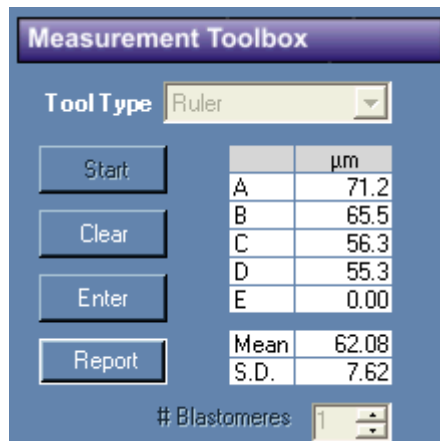 Measurement Toolbox
Tool Type Ruler
Start
Clear
Enter
Report
µm
A 71.2
B 65.5
C 56.3
D 55.3
E 0.00
Mean 62.08
S.D. 7.62
# Blastomeres 1